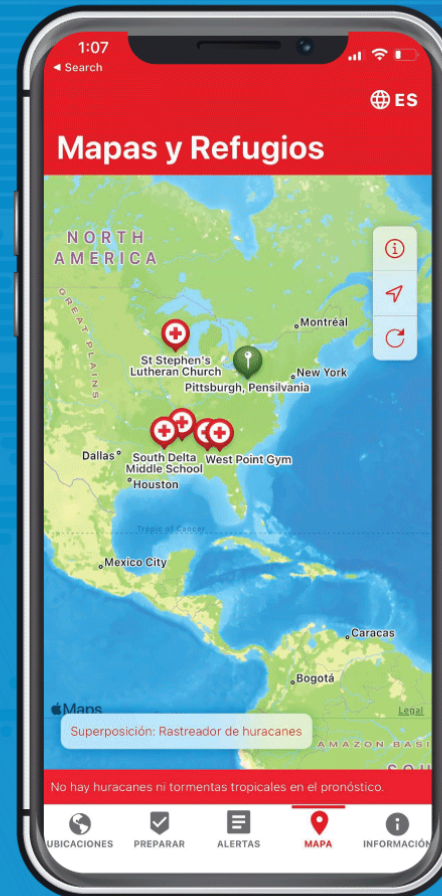 1:07
Search
ES
Mapas y Refugios
NORTH
AMERICA
GREAT PLAINS
Montréal
St Stephen's
Lutheran Church
New York
Pittsburgh, Pensilvania
Dallas
South Delta
Middle School
West Point Gym
Houston
Tropic of Cancer
Mexico City
Caracas
Bogotá
Maps
Legal
Superposición: Rastreador de huracanes
AMAZON BASI
SOU
No hay huracanes ni tormentas tropicales en el pronóstico.
UBICACIONES
PREPARAR
ALERTAS
MAPA
INFORMACIÓN